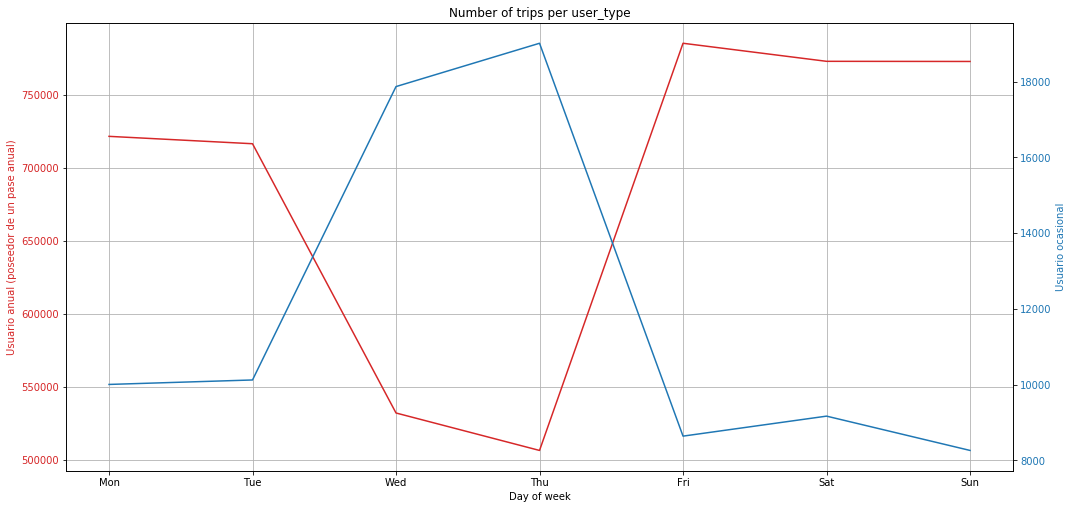 Number of trips per user_type
Usuario anual (poseedor de un pase anual)
750000
700000
650000
600000
550000
500000
18000
16000
14000
12000
10000
8000
Usuario ocasional
Mon Tue Wed Thu Fri Sat Sun
Day of week